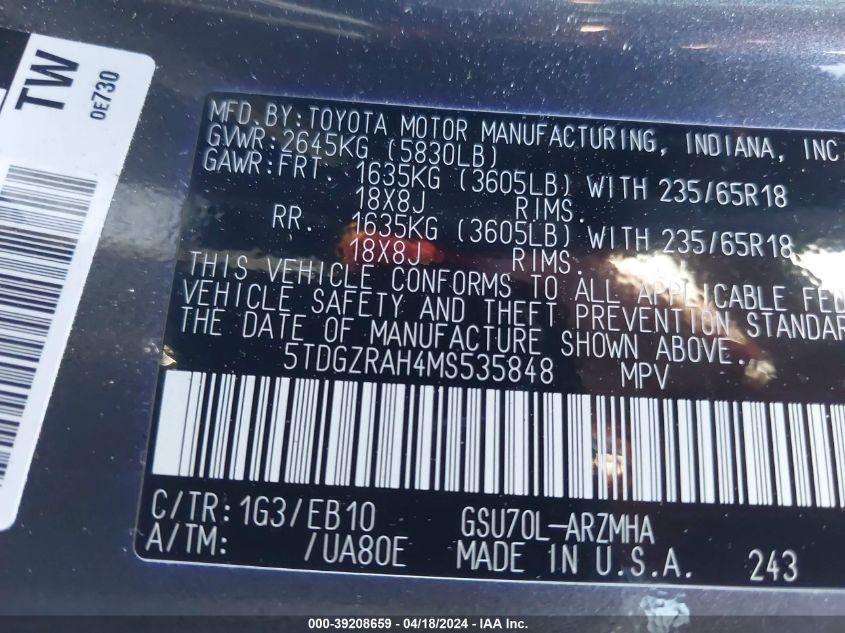 TW
0E730
MFD.BY:TOYOTA MOTOR MANUFACTURING, INDIANA, INC
GVWR:2645KG (5830LB)
GAWR:FRT. 1635KG (3605LB) WITH 235/65R18
18X8J RIMS.
RR. 1635KG (3605LB) WITH 235/65R18
18X8J RIMS.
THIS VEHICLE CONFORMS TO ALL APPLICABLE FED
VEHICLE SAFETY AND THEFT PREVENTION STANDAR
THE DATE OF MANUFACTURE SHOWN ABOVE.
5TDGZRAH4MS535848 MPV
C/TR: 1G3/EB10 GSU70L-ARZMHA
A/TM: /UA80E MADE IN U.S.A. 243
000-39208659 - 04/18/2024 - IAA Inc.